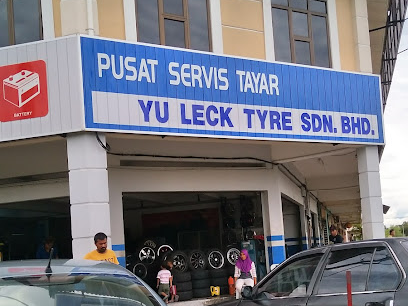 PUSAT SERVIS TAYAR
YU LECK TYRE SDN. BHD.
BATTERY